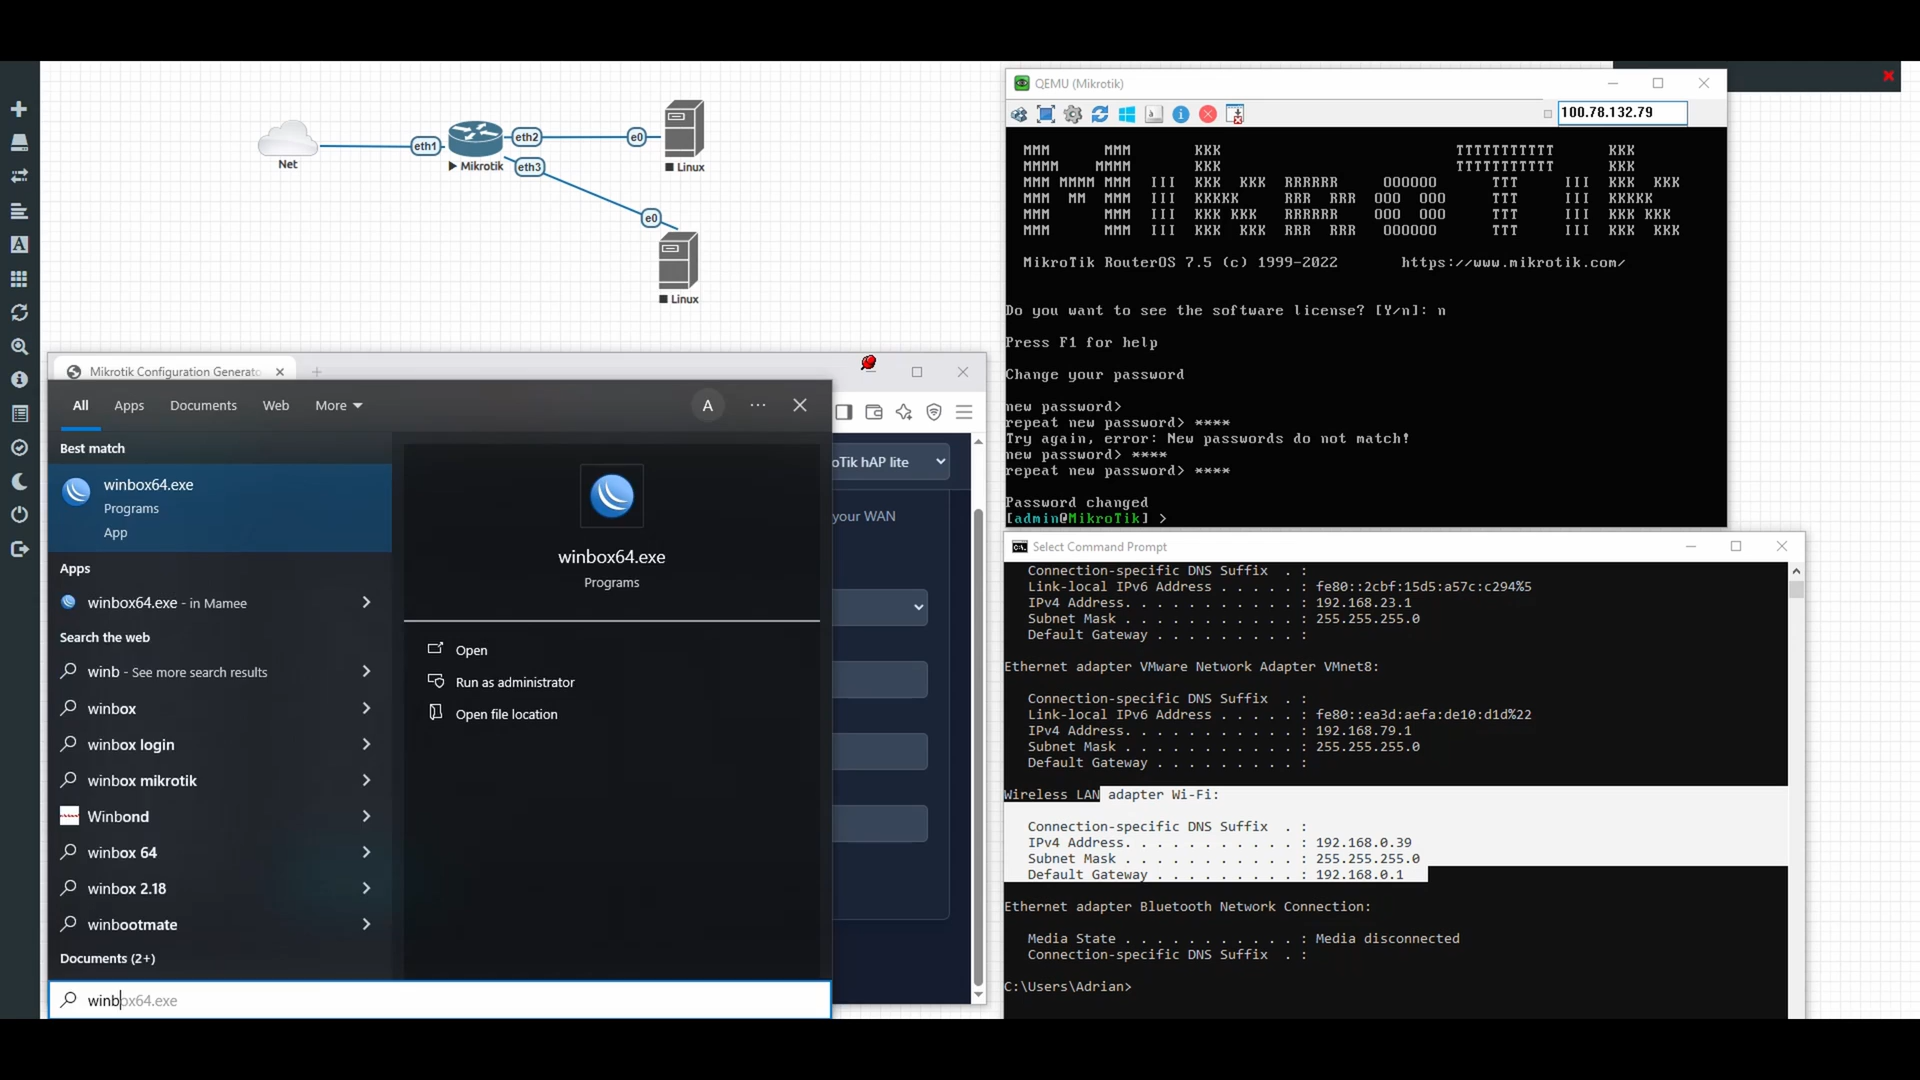 Net
eth1
Mikrotik
eth2
eth3
e0
Linux
e0
Linux
QEMU (Mikrotik)
100.78.132.79
MMM      MMM       KKK                          TTTTTTTTTTT      KKK
MMMM    MMMM       KKK                          TTTTTTTTTTT      KKK
MMM MMMM MMM  III  KKK  KKK  RRRRRR     OOOOOO      TTT     III  KKK  KKK
MMM  MM  MMM  III  KKKKK     RRR  RRR  OOO  OOO     TTT     III  KKKKK
MMM      MMM  III  KKK KKK   RRRRRR    OOO  OOO     TTT     III  KKK KKK
MMM      MMM  III  KKK  KKK  RRR  RRR   OOOOOO      TTT     III  KKK  KKK
MikroTik RouterOS 7.5 (c) 1999-2022       https://www.mikrotik.com/
Do you want to see the software license? [Y/n]: n
Press F1 for help
Change your password
new password>
repeat new password> ****
Try again, error: New passwords do not match!
new password> ****
repeat new password> ****
Password changed
[admin@MikroTik] >
Mikrotik Configuration Generato
All
Apps
Documents
Web
More
A
Best match
winbox64.exe
Programs
App
Apps
winbox64.exe - in Mamee
Search the web
winb - See more search results
winbox
winbox login
winbox mikrotik
Winbond
winbox 64
winbox 2.18
winbootmate
Documents (2+)
winbox64.exe
winbox64.exe
Programs
Open
Run as administrator
Open file location
oTik hAP lite
your WAN
Select Command Prompt
Connection-specific DNS Suffix  . :
Link-local IPv6 Address . . . . . : fe80::2cbf:15d5:a57c:c294%5
IPv4 Address. . . . . . . . . . . : 192.168.23.1
Subnet Mask . . . . . . . . . . . : 255.255.255.0
Default Gateway . . . . . . . . . :
Ethernet adapter VMware Network Adapter VMnet8:
Connection-specific DNS Suffix  . :
Link-local IPv6 Address . . . . . : fe80::ea3d:aefa:de10:d1d%22
IPv4 Address. . . . . . . . . . . : 192.168.79.1
Subnet Mask . . . . . . . . . . . : 255.255.255.0
Default Gateway . . . . . . . . . :
Wireless LAN adapter Wi-Fi:
Connection-specific DNS Suffix  . :
IPv4 Address. . . . . . . . . . . : 192.168.0.39
Subnet Mask . . . . . . . . . . . : 255.255.255.0
Default Gateway . . . . . . . . . : 192.168.0.1
Ethernet adapter Bluetooth Network Connection:
Media State . . . . . . . . . . . : Media disconnected
Connection-specific DNS Suffix  . :
C:\Users\Adrian>